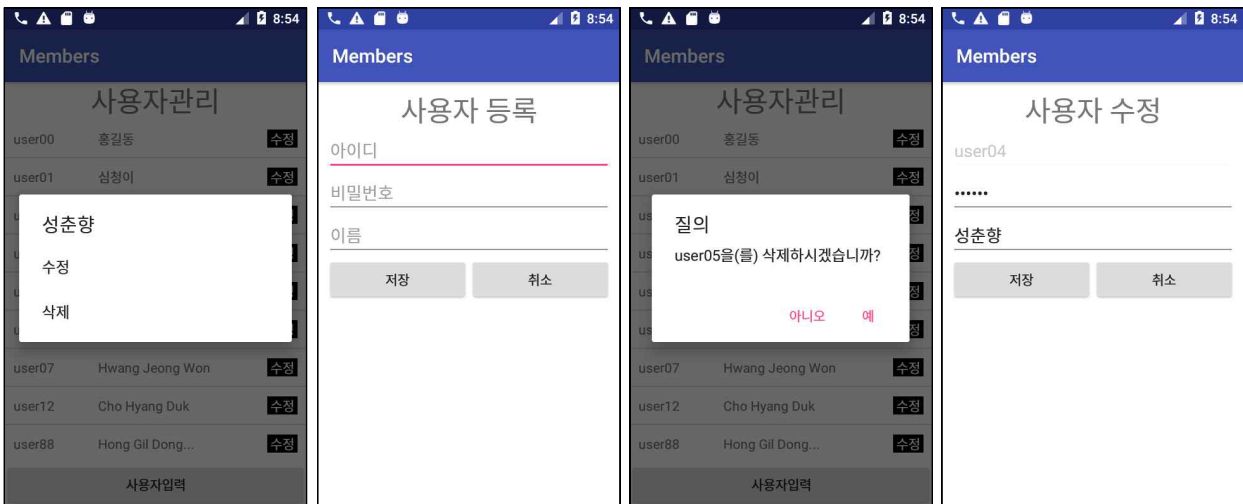 8:54
Members
사용자관리
user00 홍길동 수정
user01 심청이 수정
성춘향
수정
삭제
user07 Hwang Jeong Won 수정
user12 Cho Hyang Duk 수정
user88 Hong Gil Dong... 수정
사용자입력
8:54
Members
사용자 등록
아이디
비밀번호
이름
저장 취소
8:54
Members
사용자관리
user00 홍길동 수정
user01 심청이 수정
질의
user05을(를) 삭제하시겠습니까?
아니오 예
user07 Hwang Jeong Won 수정
user12 Cho Hyang Duk 수정
user88 Hong Gil Dong... 수정
사용자입력
8:54
Members
사용자 수정
user04
••••••
성춘향
저장 취소